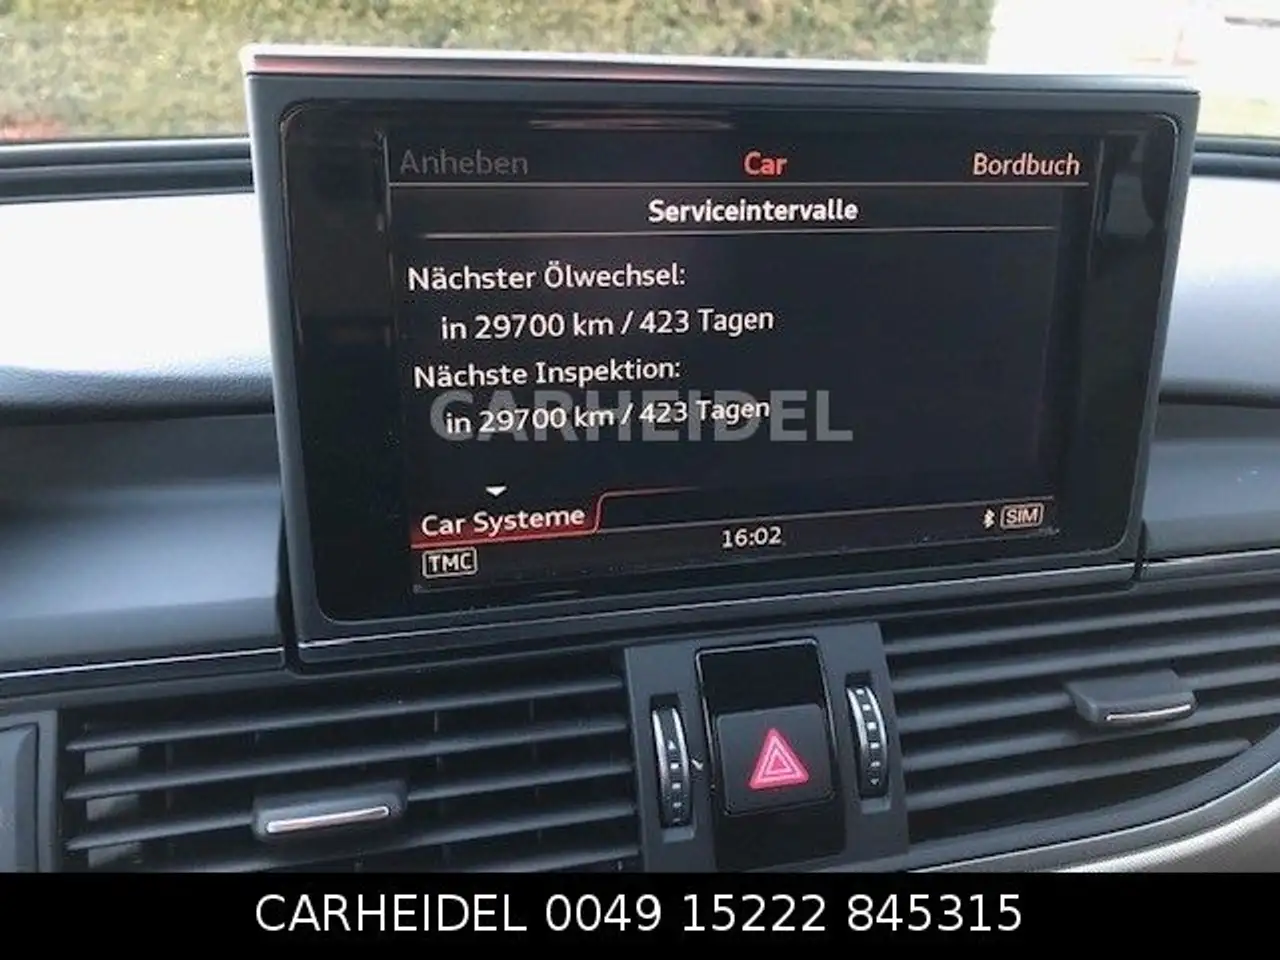 Anheben Car Bordbuch
Serviceintervalle
Nächster Ölwechsel:
in 29700 km / 423 Tagen
Nächste Inspektion:
in 29700 km / 423 Tagen
CARHEIDEL
Car Systeme
16:02 SIM
TMC
CARHEIDEL 0049 15222 845315